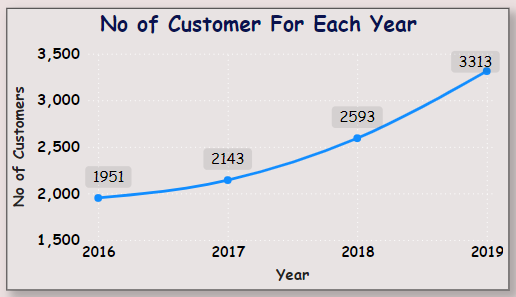 No of Customer For Each Year
No of Customers
3,500
3,000
2,500
2,000
1,500
1951
2143
2593
3313
2016 2017 2018 2019
Year